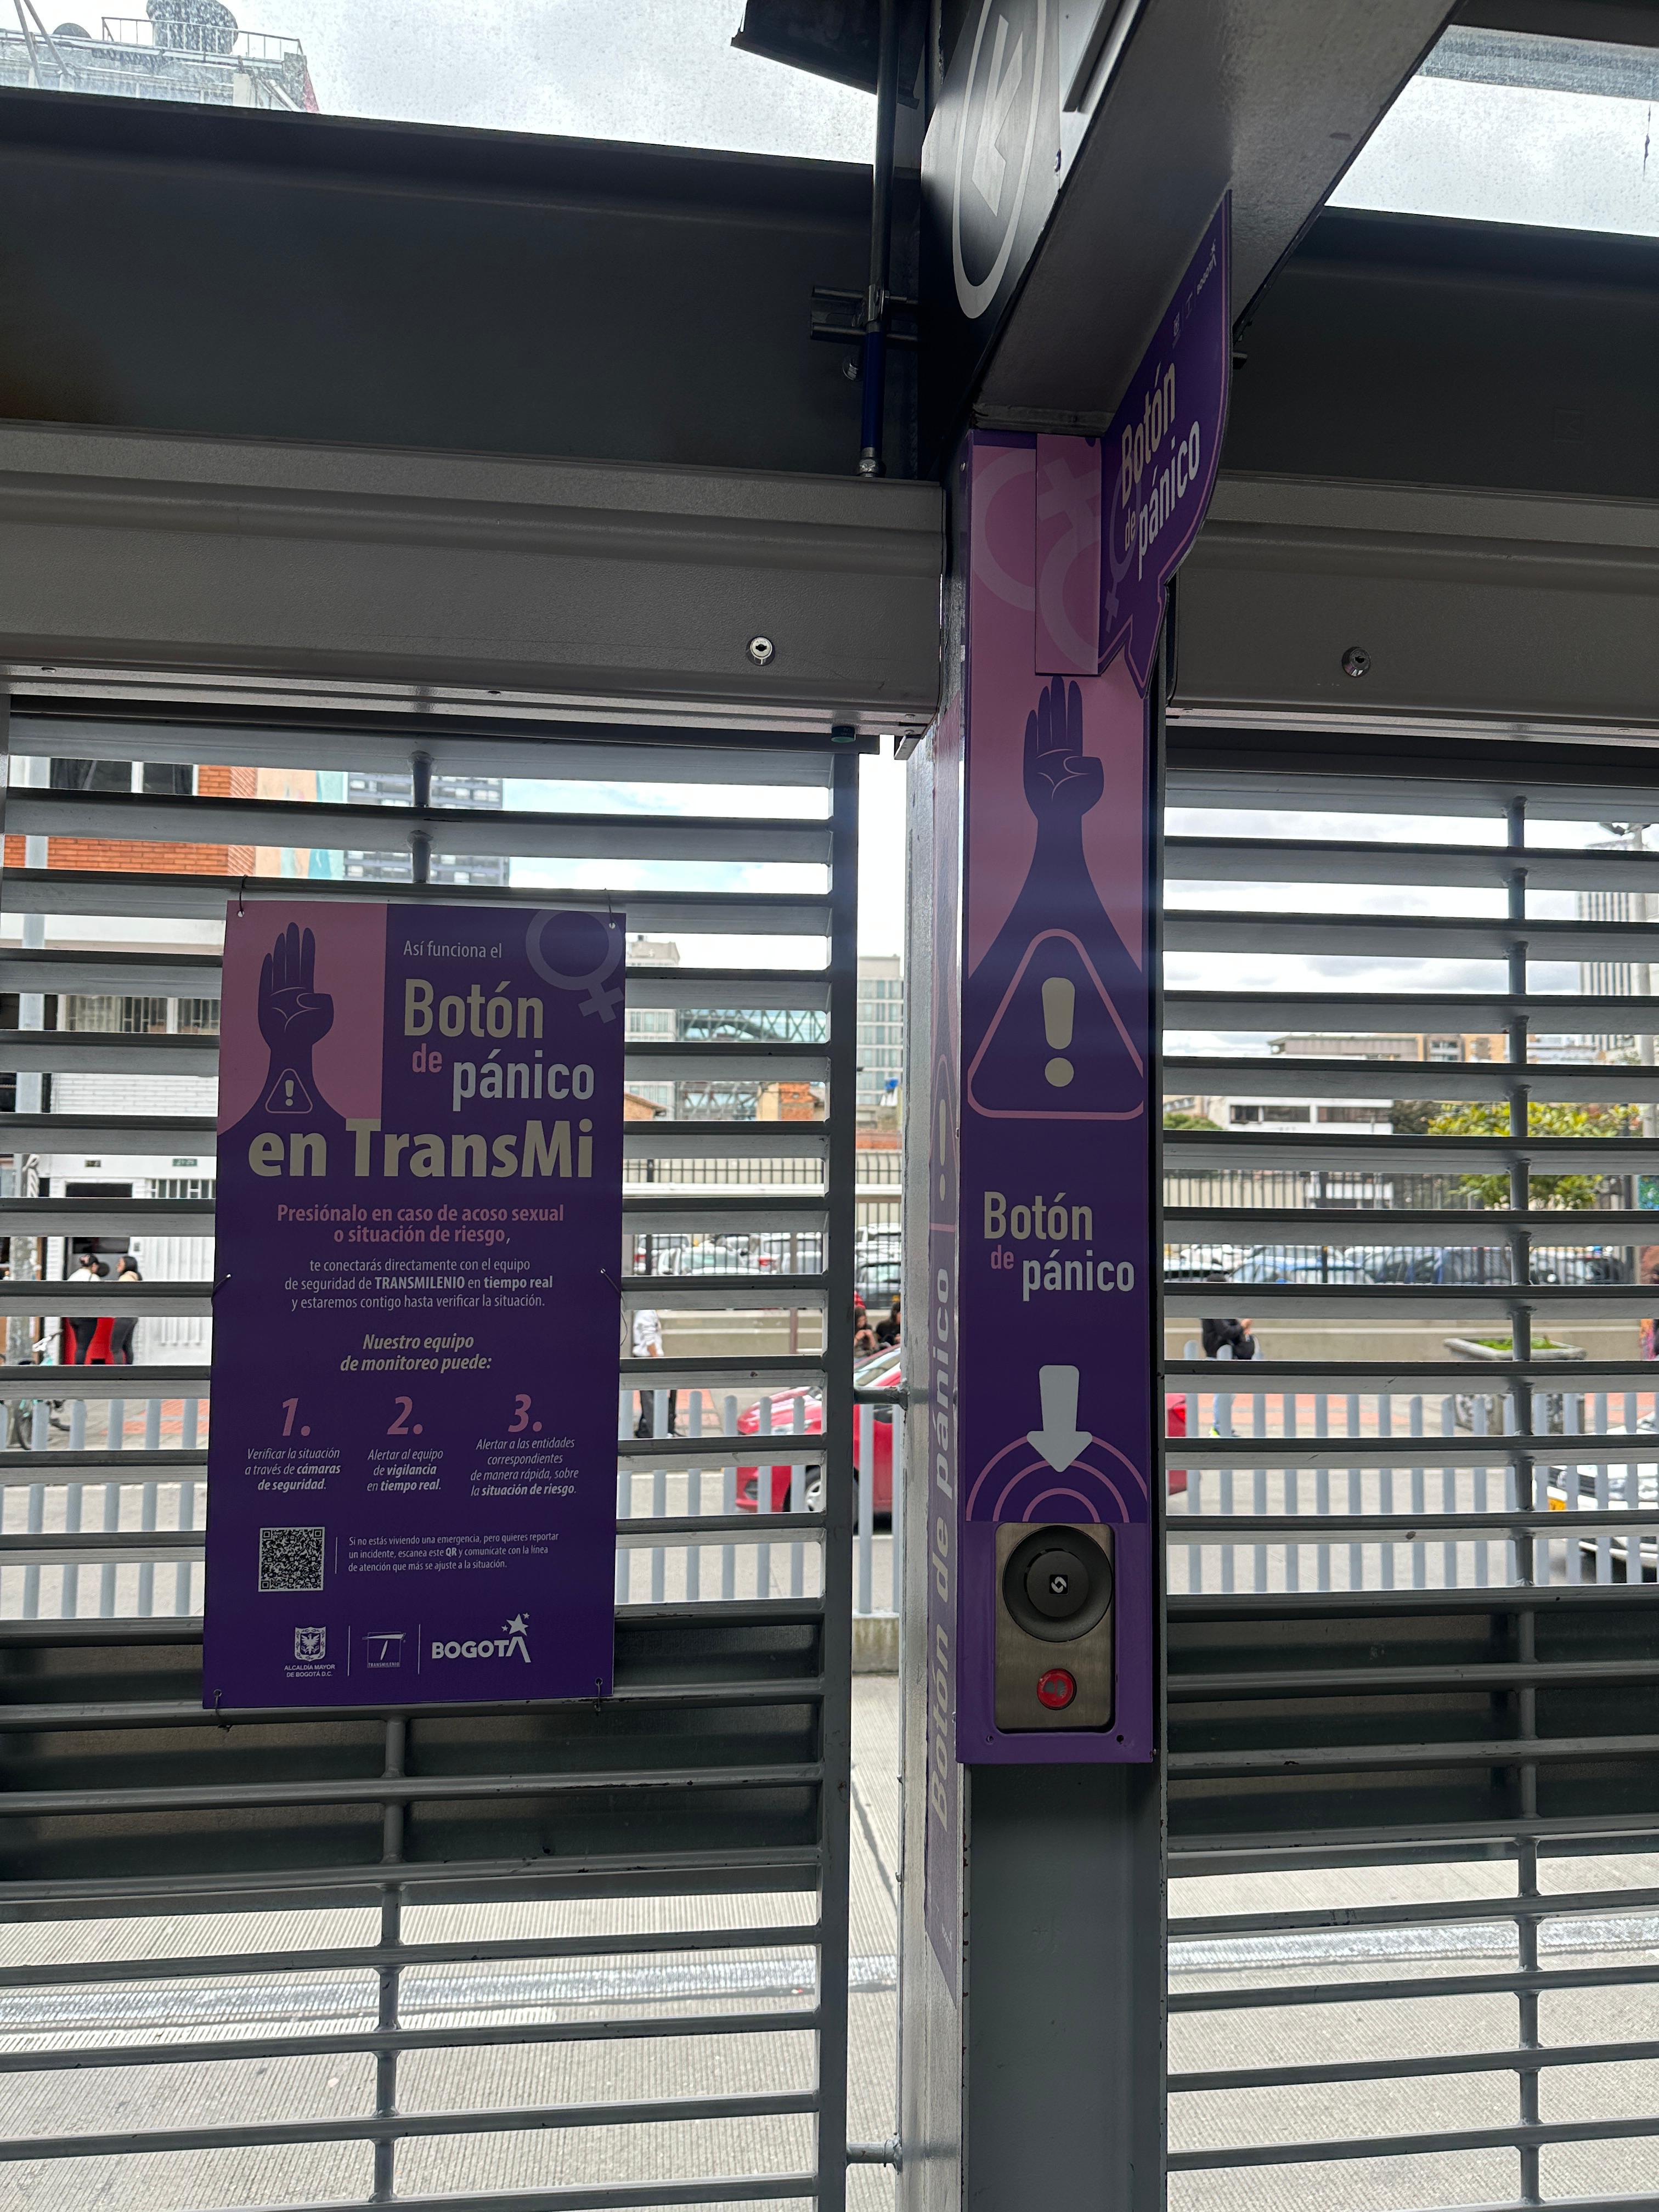 Así funciona el
Botón
de
pánico
en TransMi
Presiónalo en caso de acoso sexual
o situación de riesgo,
te conectarás directamente con el equipo
de seguridad de TRANSMILENIO en tiempo real
y estaremos contigo hasta verificar la situación.
Nuestro equipo
de monitoreo puede:
1.
Verificar la situación
a través de cámaras
de seguridad.
2.
Alertar al equipo
de vigilancia
en tiempo real.
3.
Alertar a las entidades
correspondientes
de manera rápida, sobre
la situación de riesgo.
Si no estás viviendo una emergencia, pero quieres reportar
un incidente, escanea este QR y comunícate con la línea
de atención que más se ajuste a la situación.
ALCALDÍA MAYOR
DE BOGOTÁ D.C.
TRANSMILENIO
BOGOTÁ
Botón
de
pánico
BOGOTÁ
Botón
de
pánico
Botón de pánico